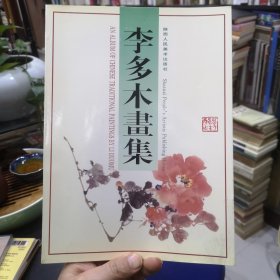 陕西人民美术出版社
Shaanxi People's Fine Arts Publishing House
李多木畫集
AN ALBUM OF CHINESE TRADITIONAL PAINTINGS BY LI DUOMU